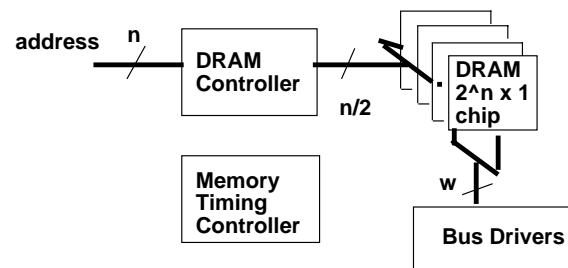 address
n
DRAM
Controller
n/2
DRAM
2^n x 1
chip
Memory
Timing
Controller
w
Bus Drivers